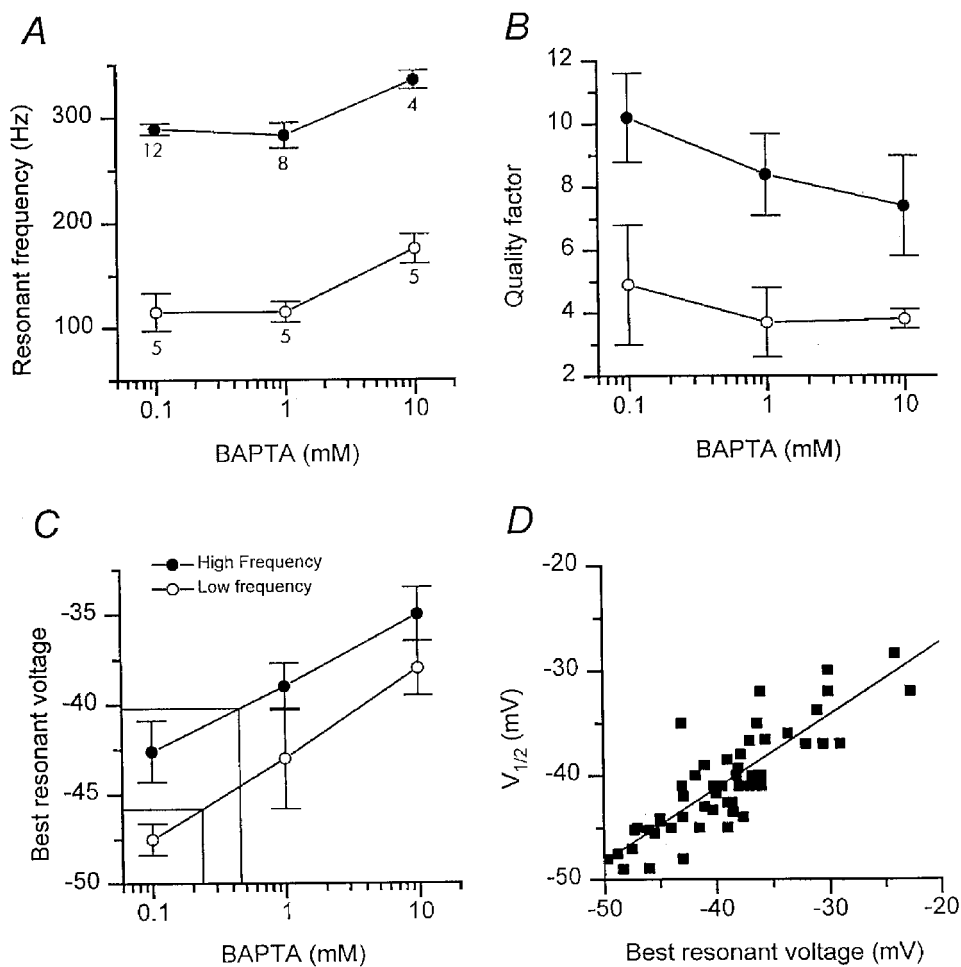 A
Resonant frequency (Hz)
300
200
100
12
8
4
5
5
5
0.1
1
10
BAPTA (mM)
B
Quality factor
12
10
8
6
4
2
0.1
1
10
BAPTA (mM)
C
High Frequency
Low frequency
Best resonant voltage
-35
-40
-45
-50
0.1
1
10
BAPTA (mM)
D
V1/2 (mV)
-20
-30
-40
-50
-50
-40
-30
-20
Best resonant voltage (mV)